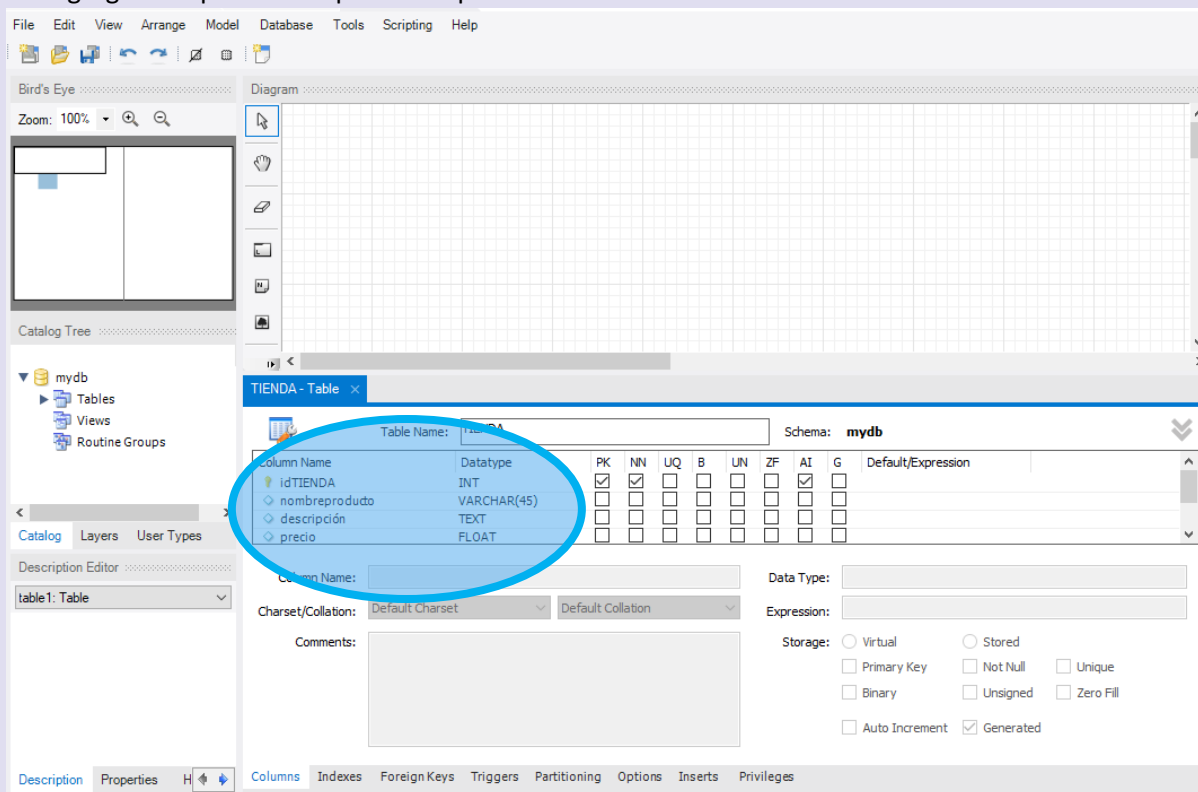 File Edit View Arrange Model Database Tools Scripting Help
Bird's Eye
Zoom: 100%
Diagram
Catalog Tree
mydb
Tables
Views
Routine Groups
Catalog Layers User Types
Description Editor
table1: Table
Description Properties H
TIENDA - Table
Table Name: TIENDA Schema: mydb
Column Name Datatype PK NN UQ B UN ZF AI G Default/Expression
idTIENDA INT
nombreproducto VARCHAR(45)
descripción TEXT
precio FLOAT
Column Name: Data Type:
Charset/Collation: Default Charset Default Collation Expression:
Comments: Storage: Virtual Stored
Primary Key Not Null Unique
Binary Unsigned Zero Fill
Auto Increment Generated
Columns Indexes Foreign Keys Triggers Partitioning Options Inserts Privileges